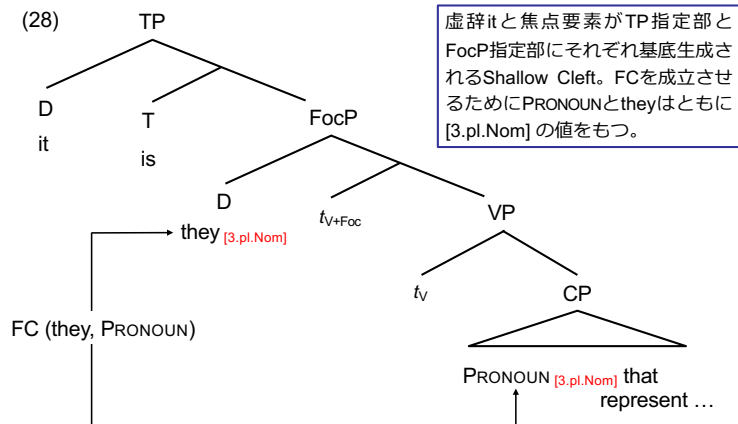 (28)
TP
虚辞itと焦点要素がTP指定部と
FocP指定部にそれぞれ基底生成さ
れるShallow Cleft。FCを成立させ
るためにPRONOUNとtheyはともに
[3.pl.Nom] の値をもつ。
D
T
FocP
it
is
D
tV+Foc
VP
they [3.pl.Nom]
tV
CP
FC (they, PRONOUN)
PRONOUN [3.pl.Nom] that
represent …